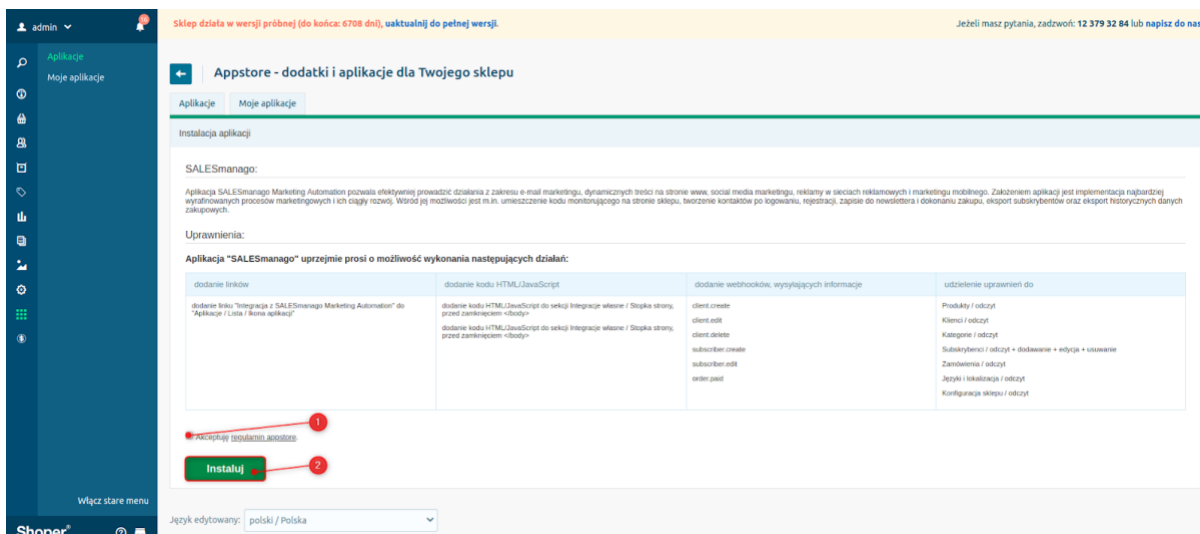 admin
16
Sklep działa w wersji próbnej (do końca: 6708 dni), uaktualnij do pełnej wersji.
Jeżeli masz pytania, zadzwoń: 12 379 32 84 lub napisz do nas
Aplikacje
Moje aplikacje
Appstore - dodatki i aplikacje dla Twojego sklepu
Aplikacje
Moje aplikacje
Instalacja aplikacji
SALESmanago:
Aplikacja SALESmanago Marketing Automation pozwala efektywniej prowadzić działania z zakresu e-mail marketingu, dynamicznych treści na stronie www, social media marketingu, reklamy w sieciach reklamowych i marketingu mobilnego. Założeniem aplikacji jest implementacja najbardziej
wyrafinowanych procesów marketingowych i ich ciągły rozwój. Wśród jej możliwości jest m.in. umieszczenie kodu monitorującego na stronie sklepu, tworzenie kontaktów po logowaniu, rejestracji, zapisie do newslettera i dokonaniu zakupu, eksport subskrybentów oraz eksport historycznych danych
zakupowych.
Uprawnienia:
Aplikacja "SALESmanago" uprzejmie prosi o możliwość wykonania następujących działań:
dodanie linków
dodanie linku "Integracja z SALESmanago Marketing Automation" do
"Aplikacje / Lista / Ikona aplikacji"
dodanie kodu HTML/JavaScript
dodanie kodu HTML/JavaScript do sekcji Integracje własne / Stopka strony,
przed zamknięciem </body>
dodanie kodu HTML/JavaScript do sekcji Integracje własne / Stopka strony,
przed zamknięciem </body>
dodanie webhooków, wysyłających informacje
client.create
client.edit
client.delete
subscriber.create
subscriber.edit
order.paid
udzielenie uprawnień do
Produkty / odczyt
Klienci / odczyt
Kategorie / odczyt
Subskrybenci / odczyt + dodawanie + edycja + usuwanie
Zamówienia / odczyt
Języki i lokalizacja / odczyt
Konfiguracja sklepu / odczyt
1
Akceptuję regulamin appstore.
Instaluj
2
Włącz stare menu
Shoper®
Język edytowany: polski / Polska